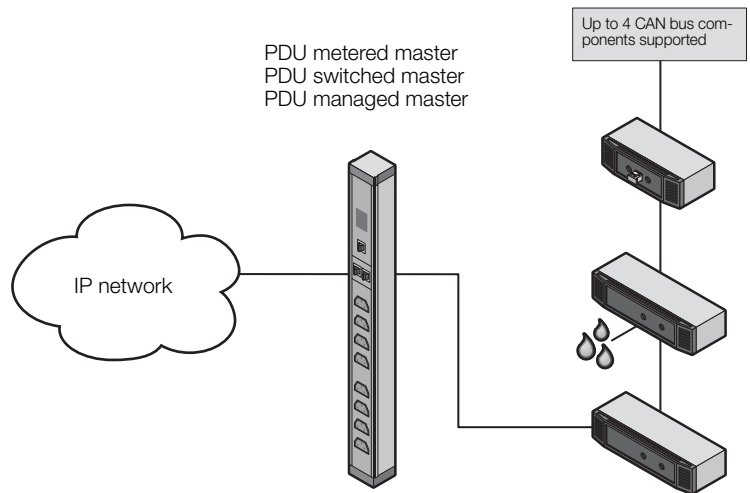 Up to 4 CAN bus com-
ponents supported
PDU metered master
PDU switched master
PDU managed master
IP network